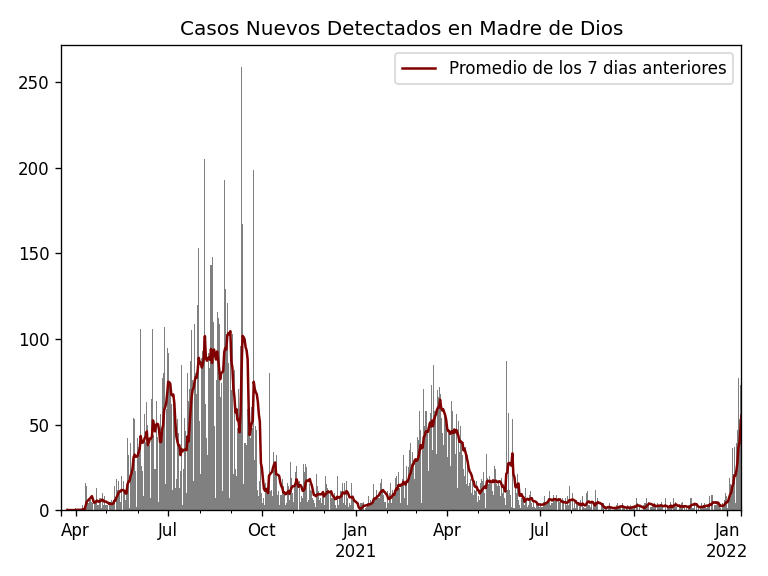 Casos Nuevos Detectados en Madre de Dios
Promedio de los 7 dias anteriores
250
200
150
100
50
0
Apr Jul Oct Jan Apr Jul Oct Jan
2021 2022